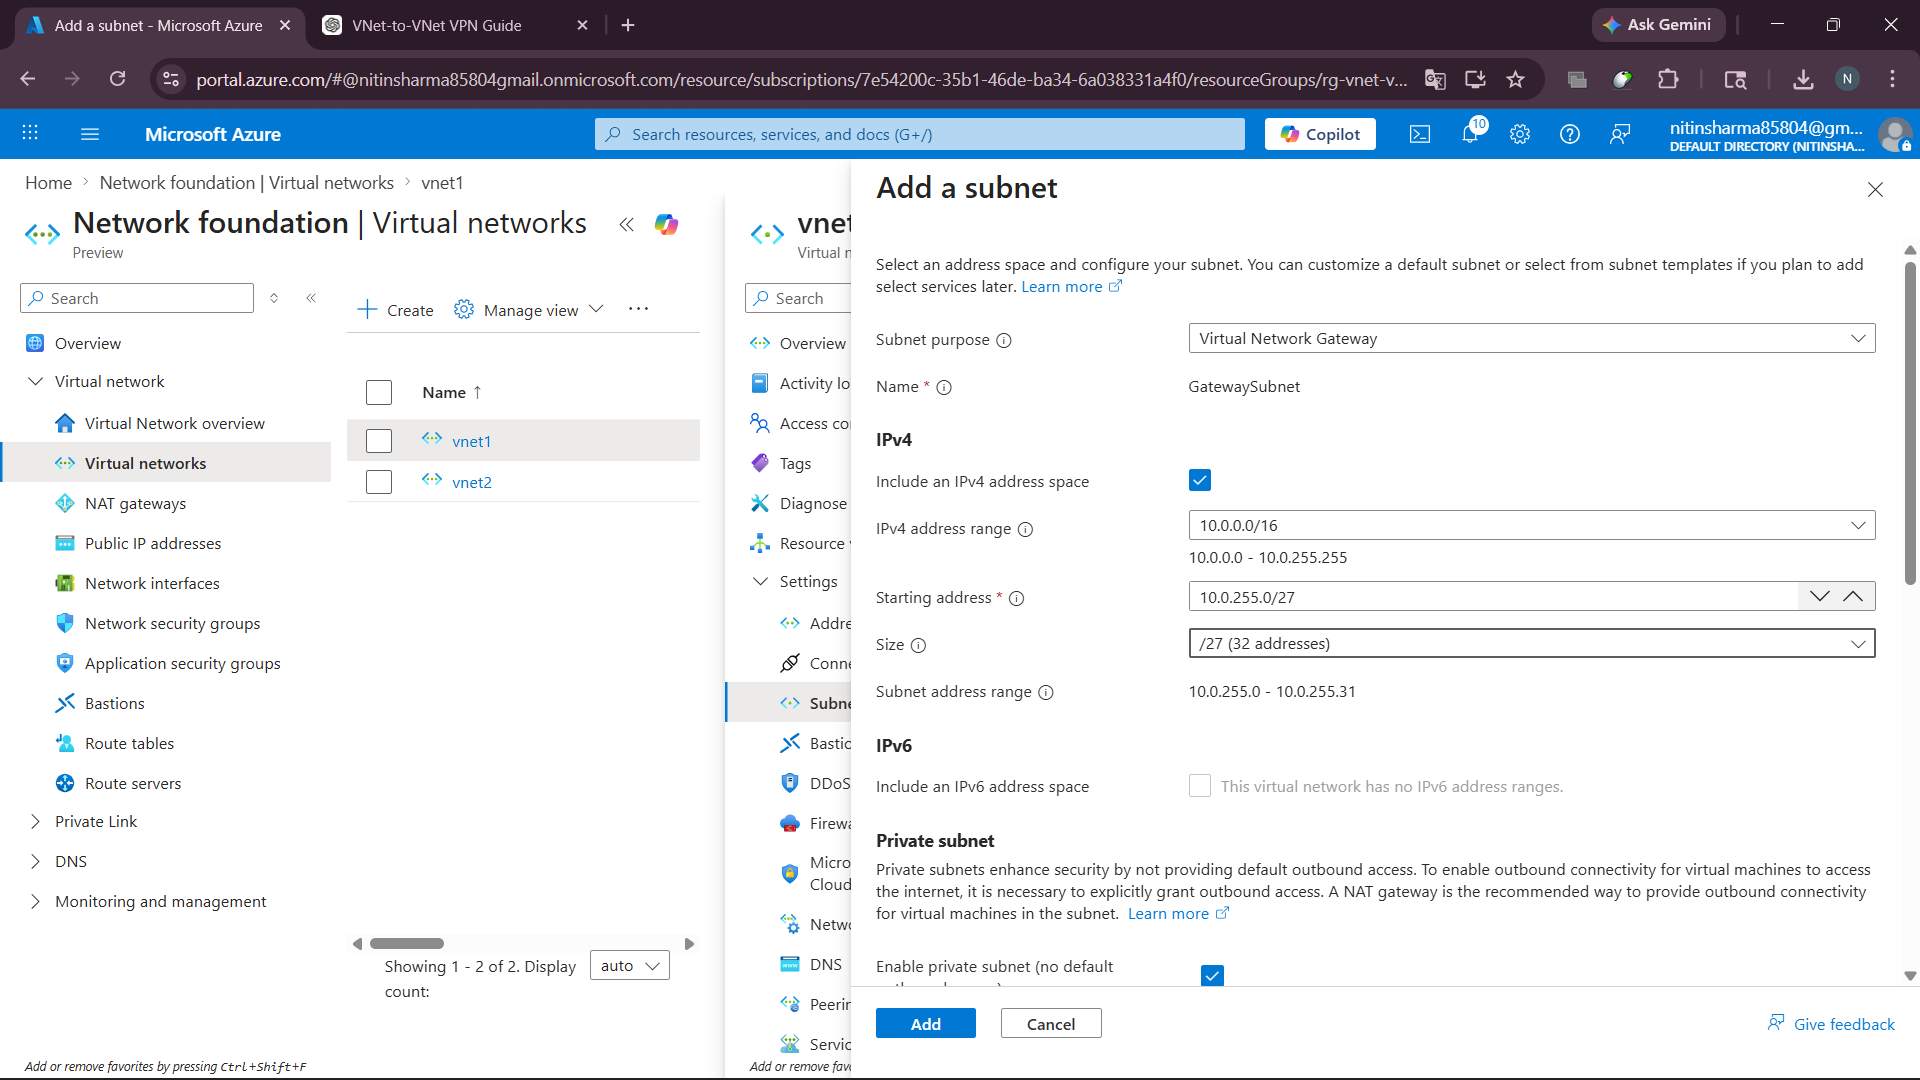 Add a subnet - Microsoft Azure
VNet-to-VNet VPN Guide
Ask Gemini
portal.azure.com/#@nitinsharma85804gmail.onmicrosoft.com/resource/subscriptions/7e54200c-35b1-46de-ba34-6a038331a4f0/resourceGroups/rg-vnet-v...
N
Microsoft Azure
Search resources, services, and docs (G+/)
Copilot
10
nitinsharma85804@gm...
DEFAULT DIRECTORY (NITINSHA...
Home > Network foundation | Virtual networks > vnet1
Network foundation | Virtual networks
Preview
Search
Overview
Virtual network
Virtual Network overview
Virtual networks
NAT gateways
Public IP addresses
Network interfaces
Network security groups
Application security groups
Bastions
Route tables
Route servers
Private Link
DNS
Monitoring and management
Add or remove favorites by pressing Ctrl+Shift+F
Create
Manage view
Name ↑
vnet1
vnet2
Showing 1 - 2 of 2. Display
count:
auto
vnet
Virtual n
Search
Overview
Activity lo
Access co
Tags
Diagnose
Resource v
Settings
Addre
Conne
Subne
Bastio
DDoS
Firewa
Micro
Cloud
Netwo
DNS
Peerin
Servic
Add or remove fav
Add a subnet
Select an address space and configure your subnet. You can customize a default subnet or select from subnet templates if you plan to add
select services later. Learn more
Subnet purpose
Virtual Network Gateway
Name *
GatewaySubnet
IPv4
Include an IPv4 address space
IPv4 address range
10.0.0.0/16
10.0.0.0 - 10.0.255.255
Starting address *
10.0.255.0/27
Size
/27 (32 addresses)
Subnet address range
10.0.255.0 - 10.0.255.31
IPv6
Include an IPv6 address space
This virtual network has no IPv6 address ranges.
Private subnet
Private subnets enhance security by not providing default outbound access. To enable outbound connectivity for virtual machines to access
the internet, it is necessary to explicitly grant outbound access. A NAT gateway is the recommended way to provide outbound connectivity
for virtual machines in the subnet. Learn more
Enable private subnet (no default
Add
Cancel
Give feedback